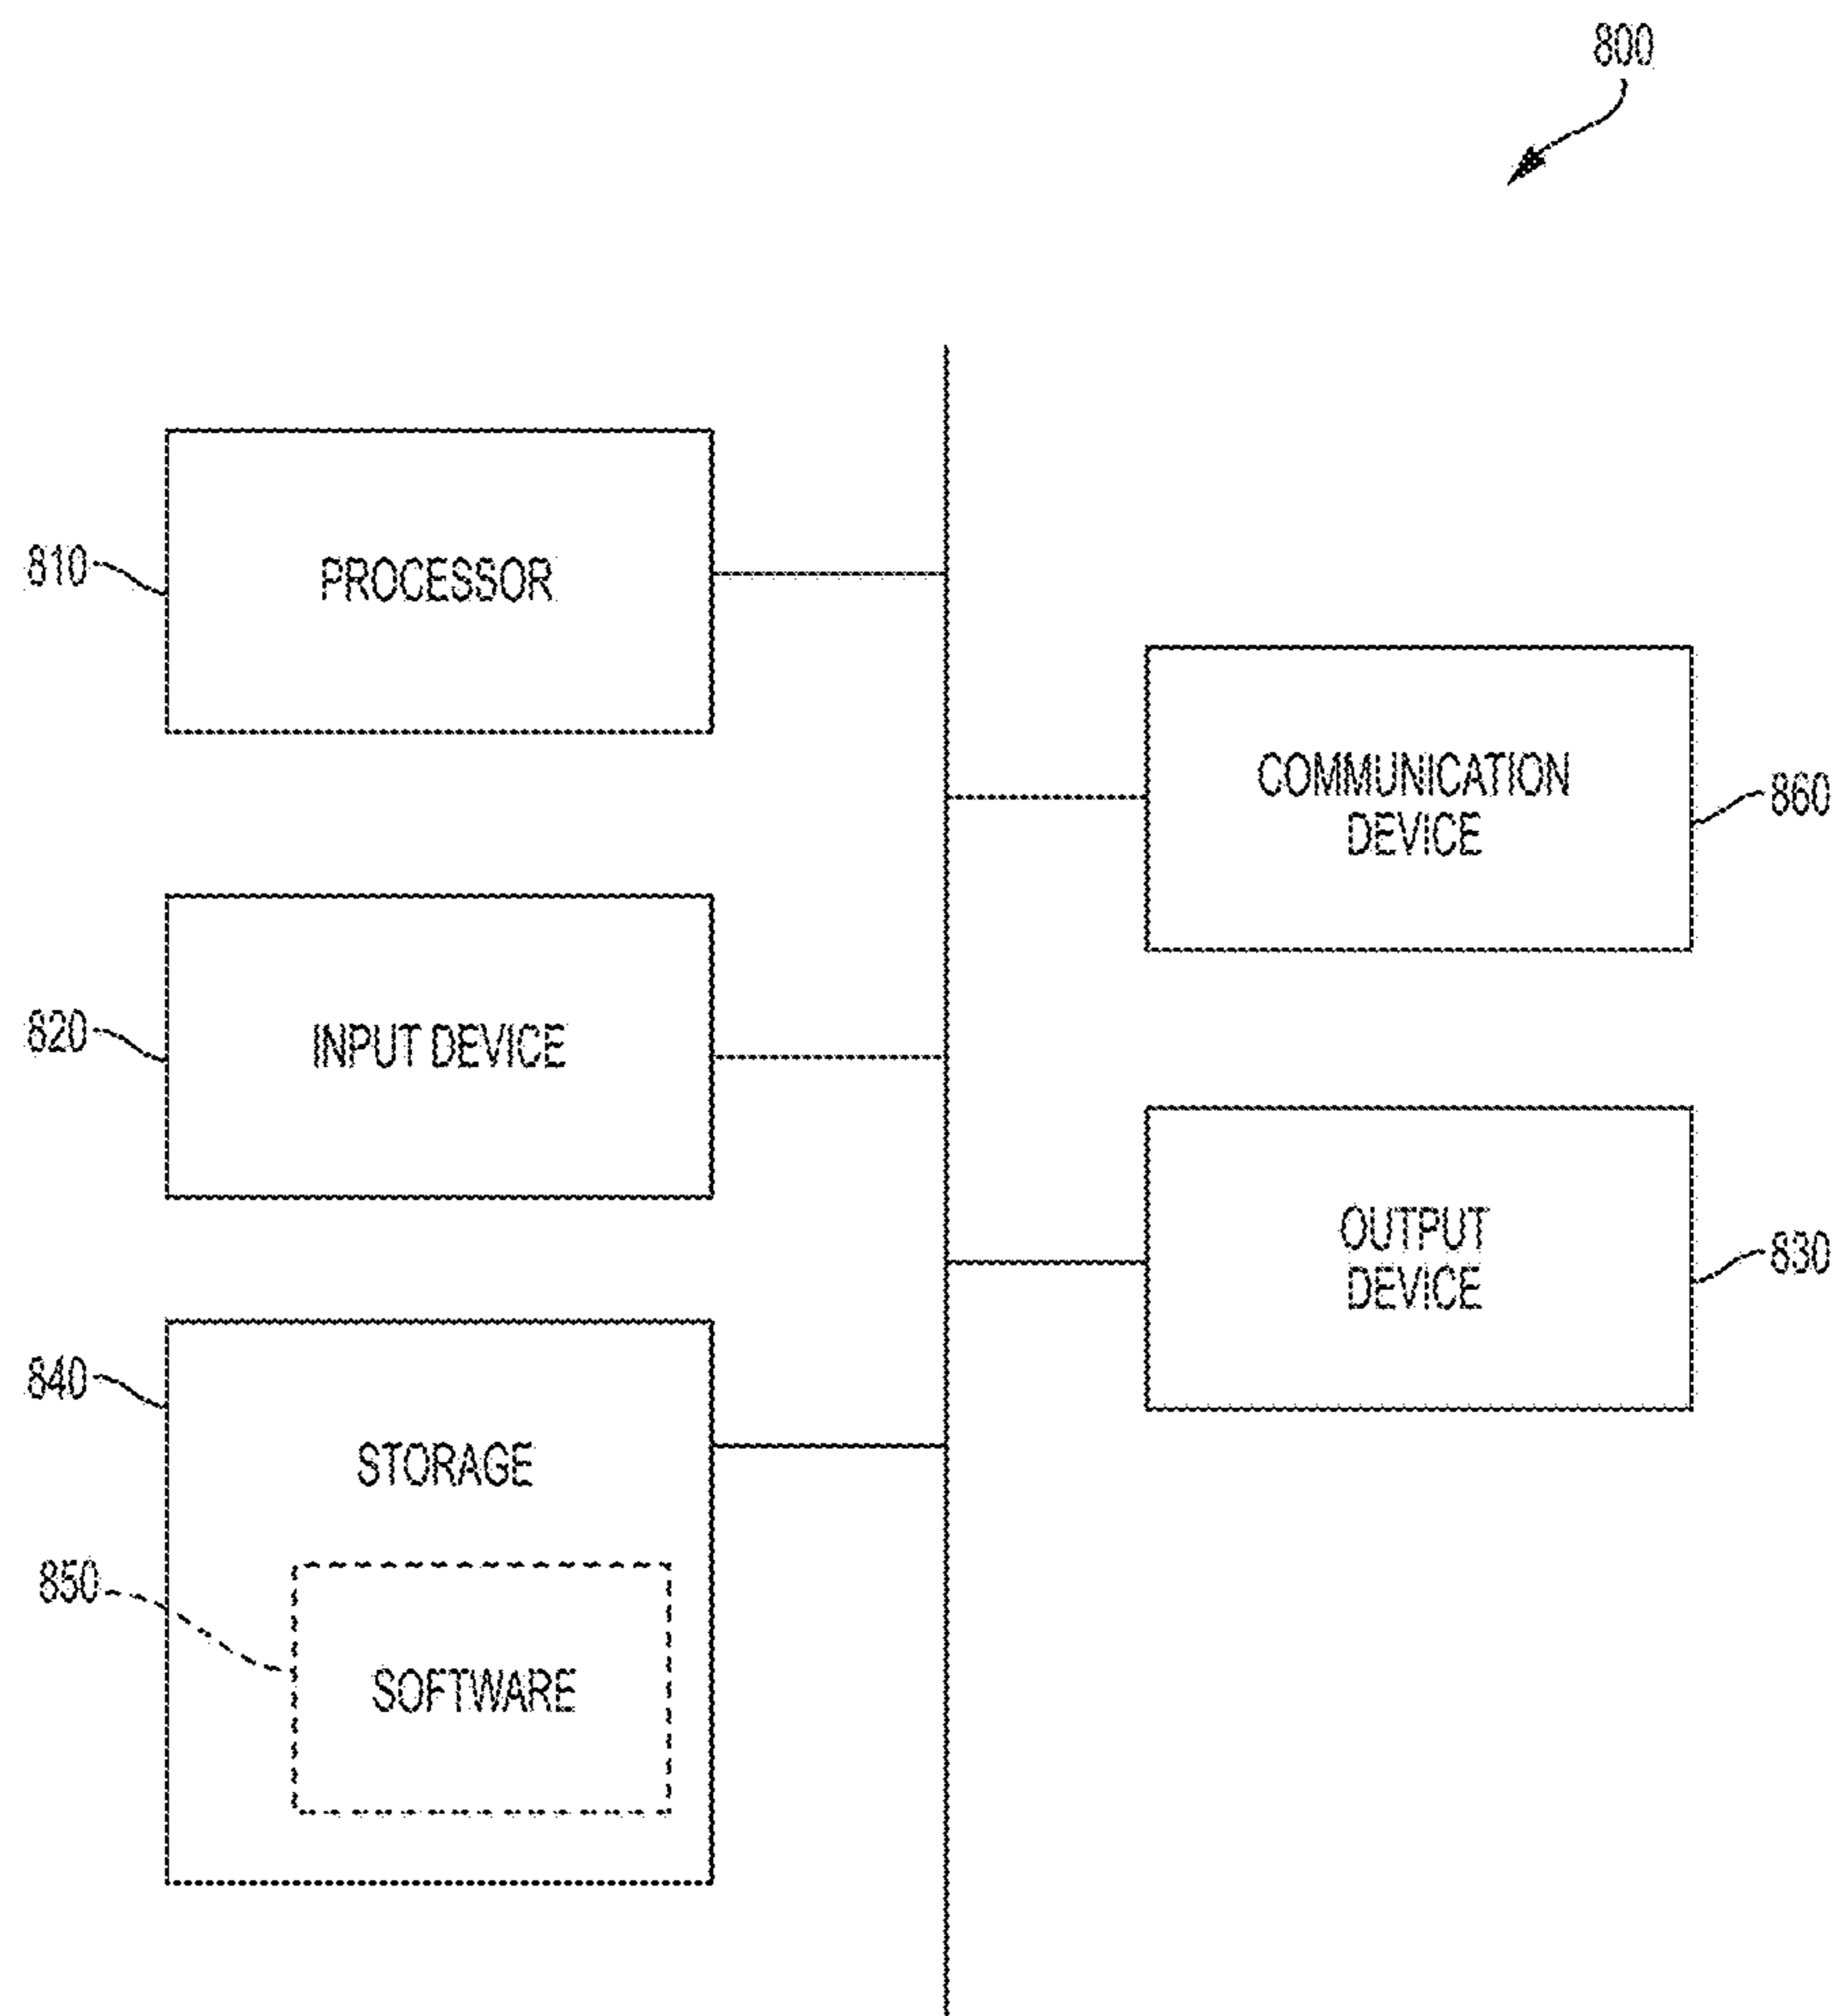 800
810
PROCESSOR
COMMUNICATION
DEVICE
860
820
INPUT DEVICE
OUTPUT
DEVICE
830
840
STORAGE
850
SOFTWARE